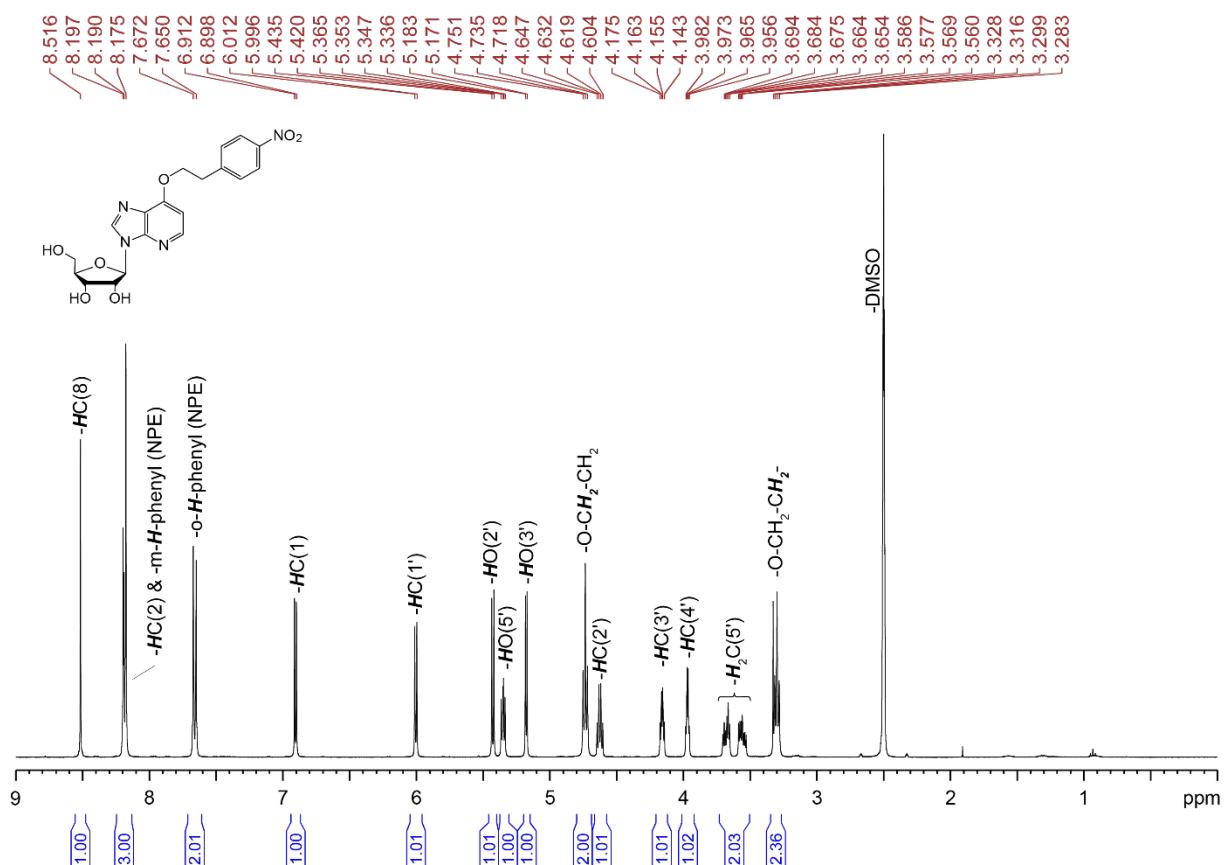 8.516 8.197 8.190 8.175 7.672 7.650 6.912 6.898 6.012 5.996 5.435 5.420 5.365 5.353 5.347 5.336 5.183 5.171 4.751 4.735 4.718 4.647 4.632 4.619 4.604 4.175 4.163 4.155 4.143 3.982 3.973 3.965 3.956 3.694 3.684 3.675 3.664 3.654 3.586 3.577 3.569 3.560 3.328 3.316 3.299 3.283
NO2
O
N
N
N
HO
O
HO OH
-HC(8)
-HC(2) & -m-H-phenyl (NPE)
-o-H-phenyl (NPE)
-HC(1)
-HC(1')
-HO(2')
-HO(5')
-HO(3')
-O-CH2-CH2
-HC(2')
-HC(3')
-HC(4')
-H2C(5')
-O-CH2-CH2-
-DMSO
9 8 7 6 5 4 3 2 1 ppm
1.00 3.00 2.01 1.00 1.01 1.01 1.00 1.00 2.00 1.01 1.01 1.02 2.03 2.36